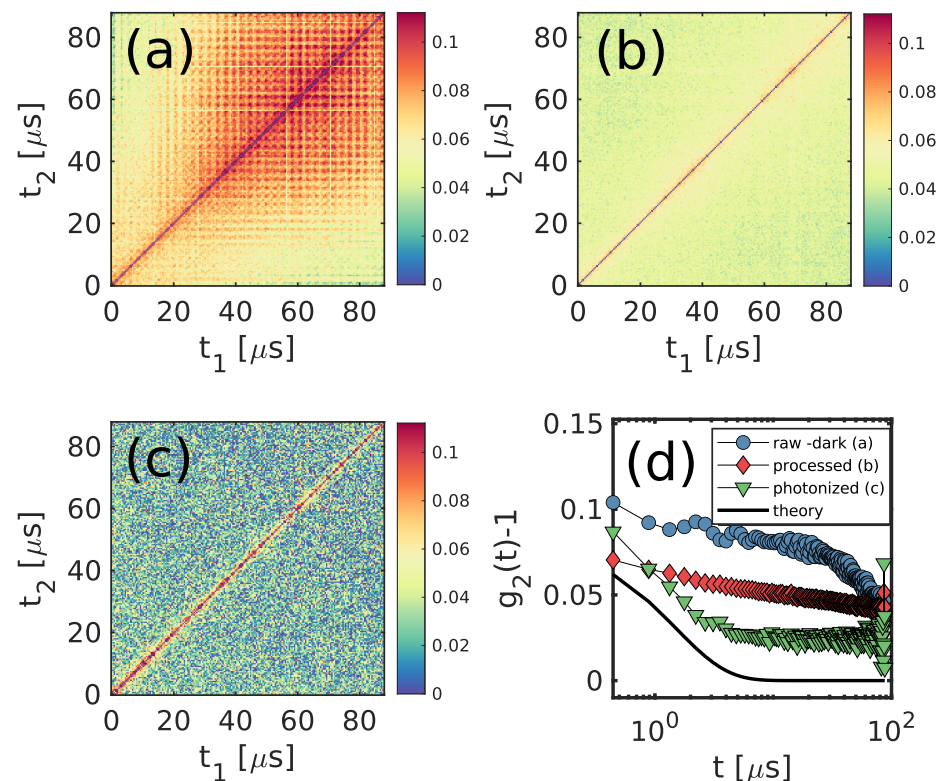 (a)
80
60
40
20
0
t2 [μs]
0 20 40 60 80
t1 [μs]
0.1
0.08
0.06
0.04
0.02
0
(b)
80
60
40
20
0
t2 [μs]
0 20 40 60 80
t1 [μs]
0.1
0.08
0.06
0.04
0.02
0
(c)
80
60
40
20
0
t2 [μs]
0 20 40 60 80
t1 [μs]
0.1
0.08
0.06
0.04
0.02
0
(d)
raw -dark (a)
processed (b)
photonized (c)
theory
0.15
0.1
0.05
0
g2(t)-1
10^0 10^2
t [μs]